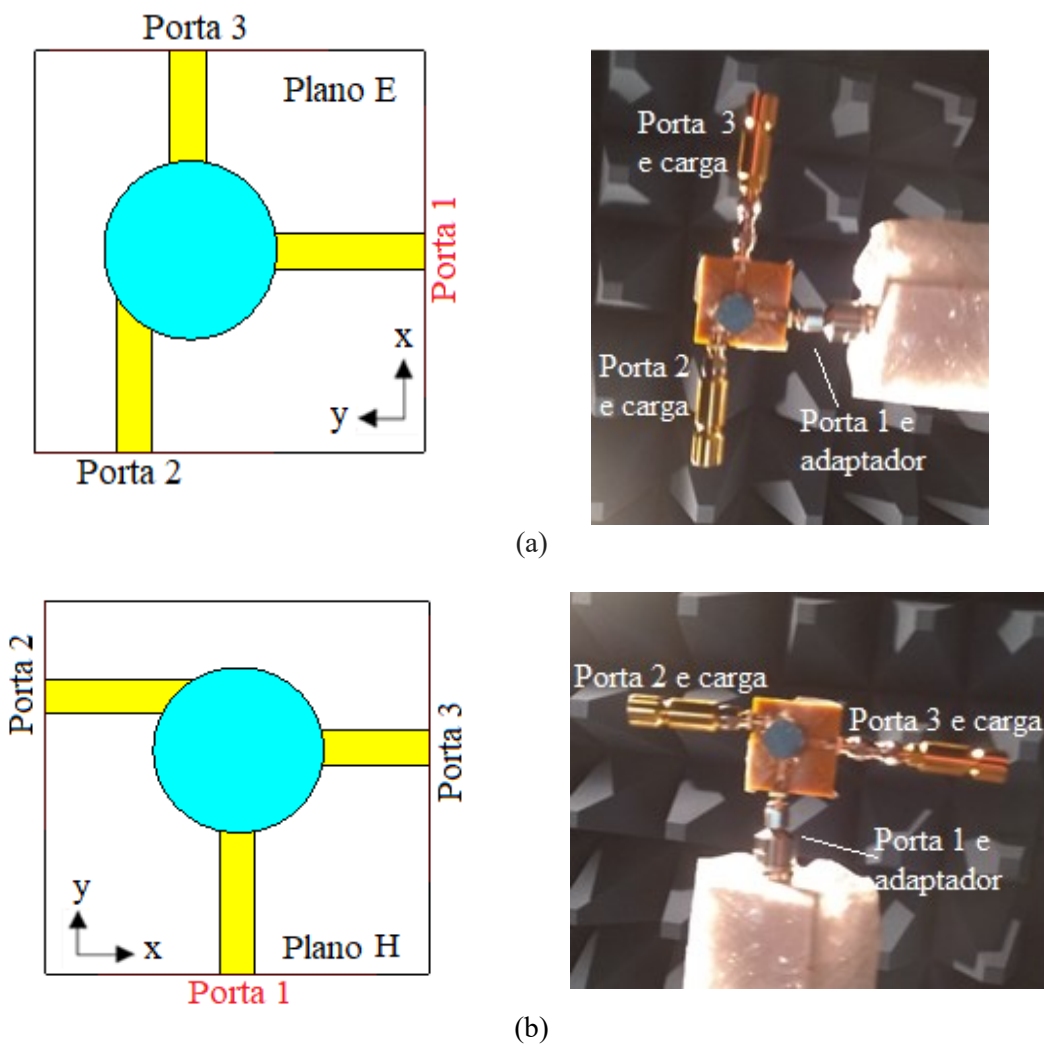 Porta 3
Plano E
Porta 1
x
y
Porta 2
Porta 3
e carga
Porta 2
e carga
Porta 1 e
adaptador
(a)
Porta 2
Porta 3
y
x
Plano H
Porta 1
Porta 2 e carga
Porta 3 e carga
Porta 1 e
adaptador
(b)